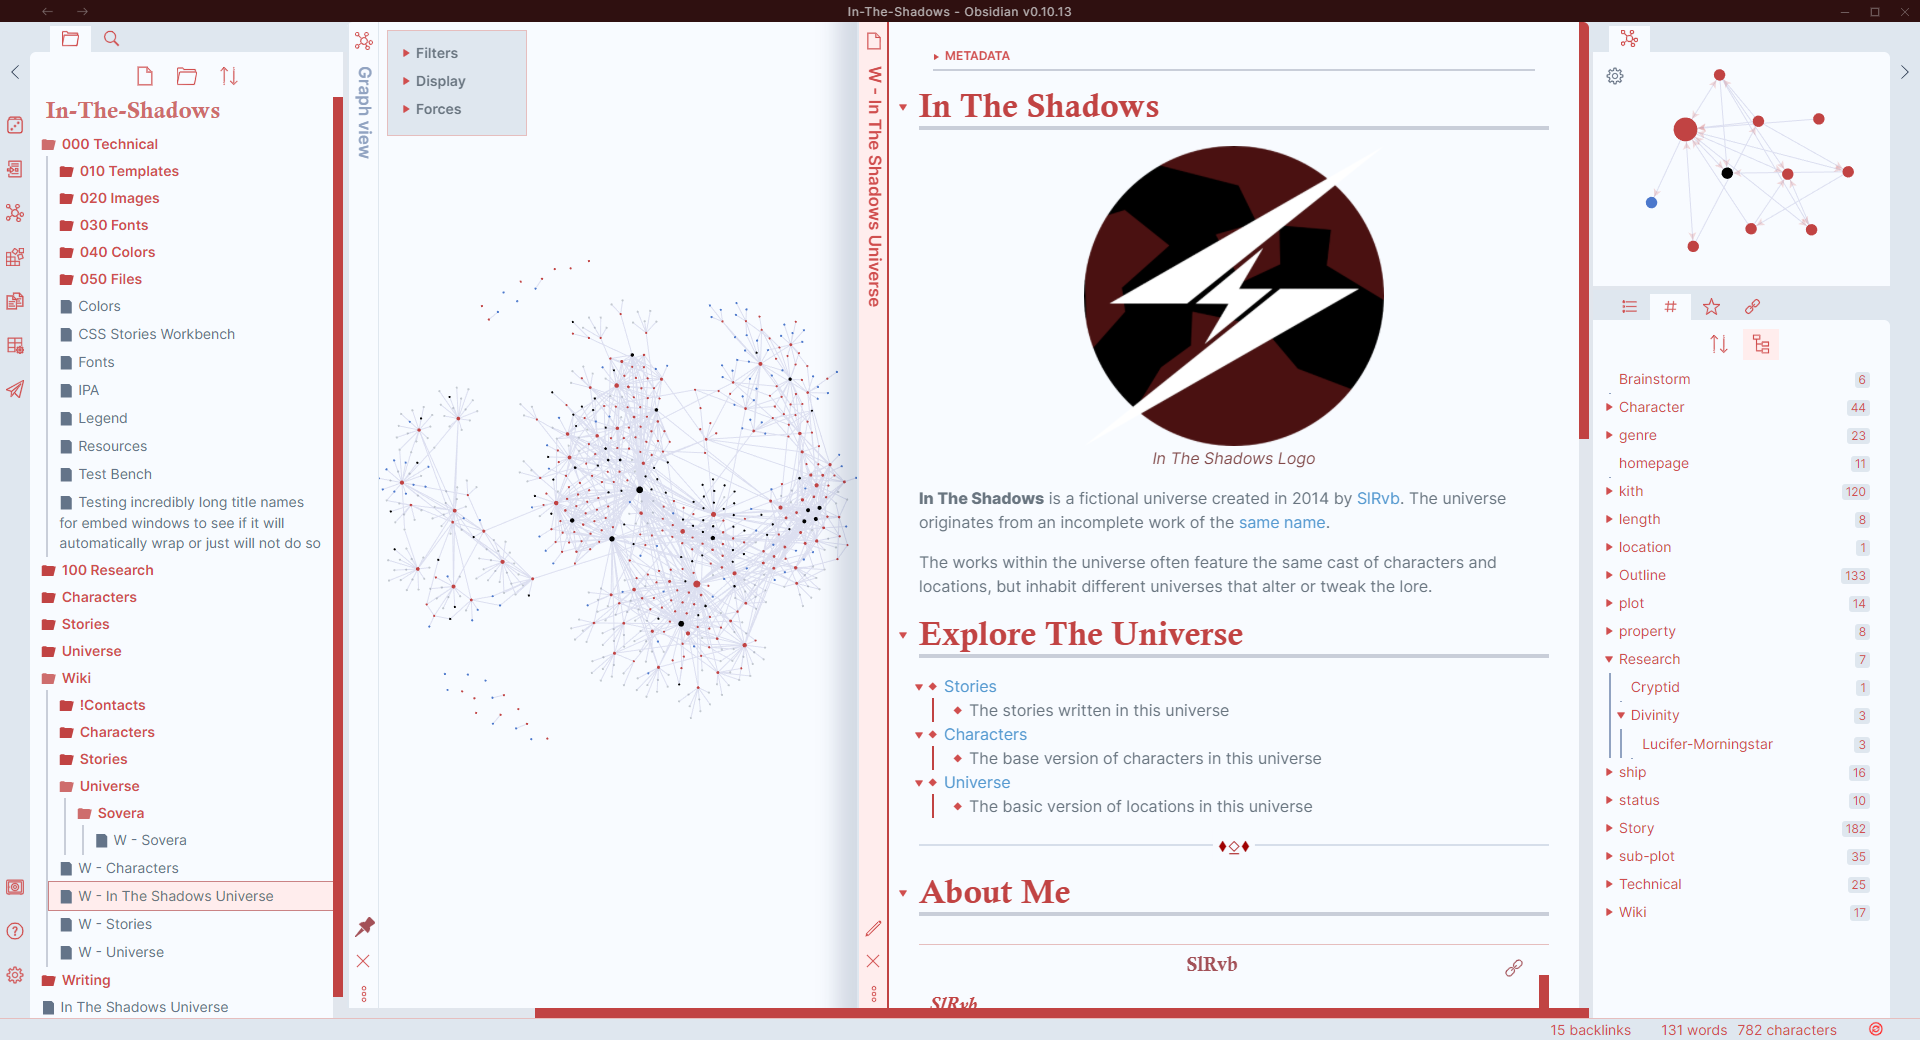 In-The-Shadows - Obsidian v0.10.13
In-The-Shadows
000 Technical
010 Templates
020 Images
030 Fonts
040 Colors
050 Files
Colors
CSS Stories Workbench
Fonts
IPA
Legend
Resources
Test Bench
Testing incredibly long title names
for embed windows to see if it will
automatically wrap or just will not do so
100 Research
Characters
Stories
Universe
Wiki
!Contacts
Characters
Stories
Universe
Sovera
W - Sovera
W - Characters
W - In The Shadows Universe
W - Stories
W - Universe
Writing
In The Shadows Universe
Graph view
Filters
Display
Forces
W - In The Shadows Universe
METADATA
In The Shadows
In The Shadows Logo
In The Shadows is a fictional universe created in 2014 by SlRvb. The universe
originates from an incomplete work of the same name.
The works within the universe often feature the same cast of characters and
locations, but inhabit different universes that alter or tweak the lore.
Explore The Universe
Stories
The stories written in this universe
Characters
The base version of characters in this universe
Universe
The basic version of locations in this universe
About Me
SlRvb
SlRvb
Brainstorm 6
Character 44
genre 23
homepage 11
kith 120
length 8
location 1
Outline 133
plot 14
property 8
Research 7
Cryptid 1
Divinity 3
Lucifer-Morningstar 3
ship 16
status 10
Story 182
sub-plot 35
Technical 25
Wiki 17
15 backlinks 131 words 782 characters